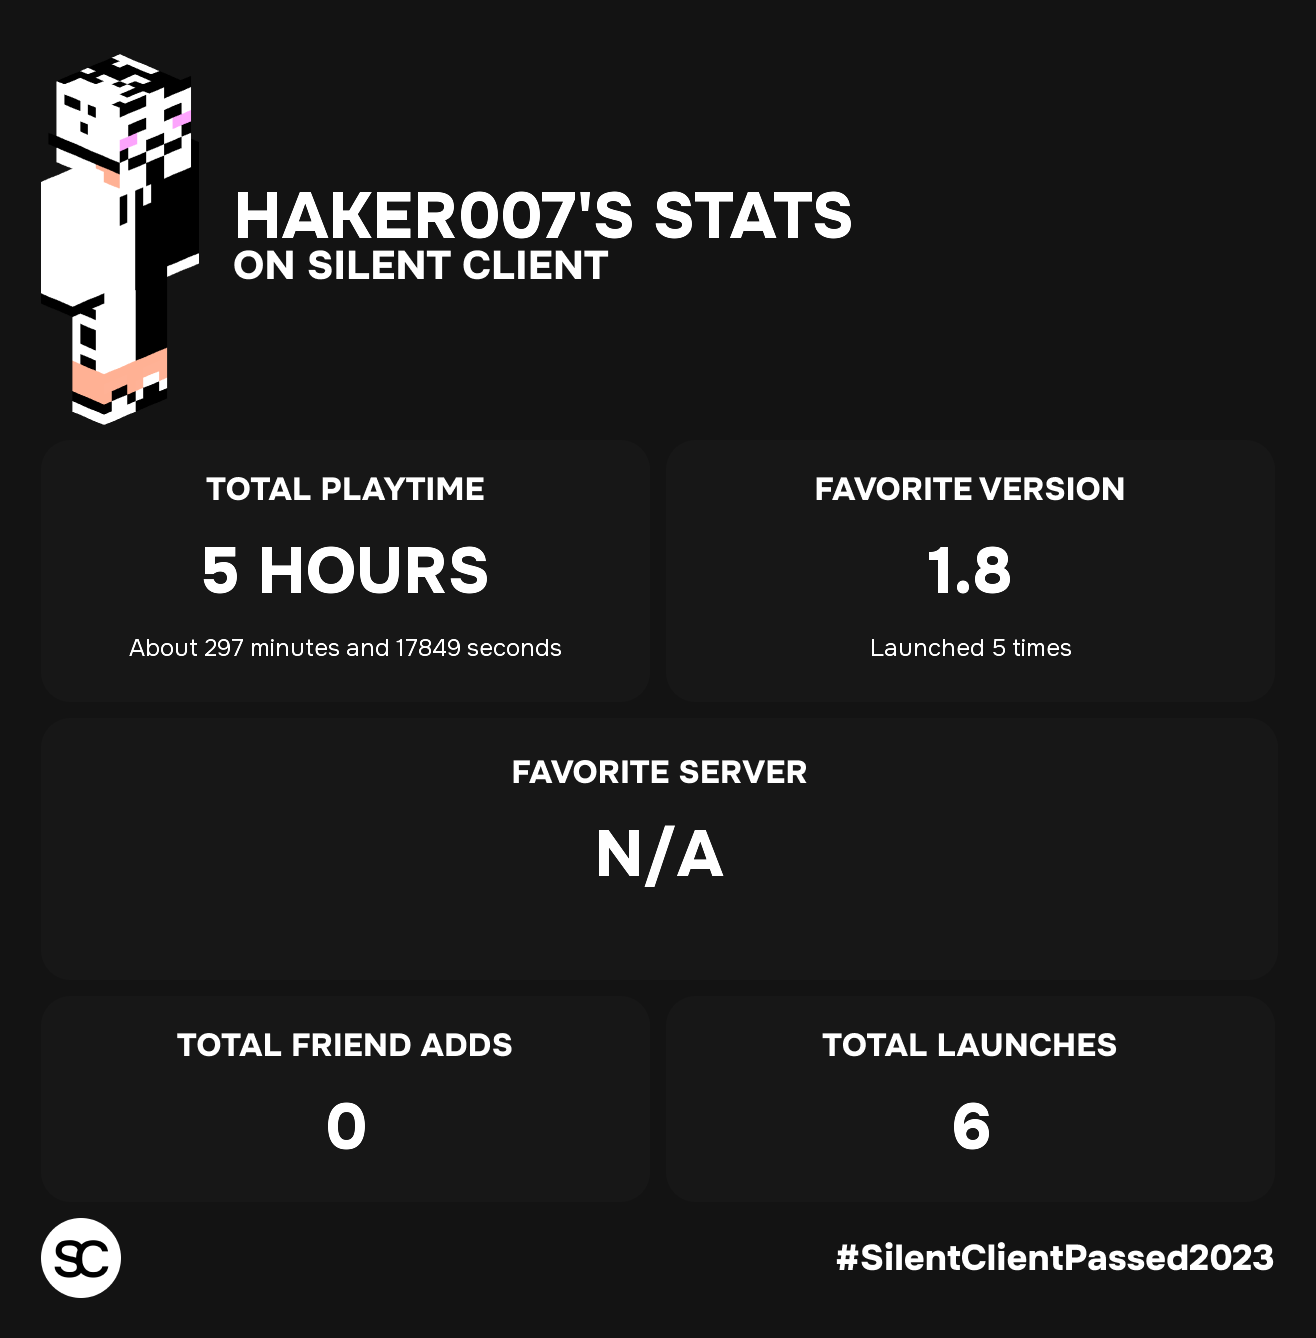 HAKER007'S STATS
ON SILENT CLIENT
TOTAL PLAYTIME
5 HOURS
About 297 minutes and 17849 seconds
FAVORITE VERSION
1.8
Launched 5 times
FAVORITE SERVER
N/A
TOTAL FRIEND ADDS
0
TOTAL LAUNCHES
6
SC
#SilentClientPassed2023